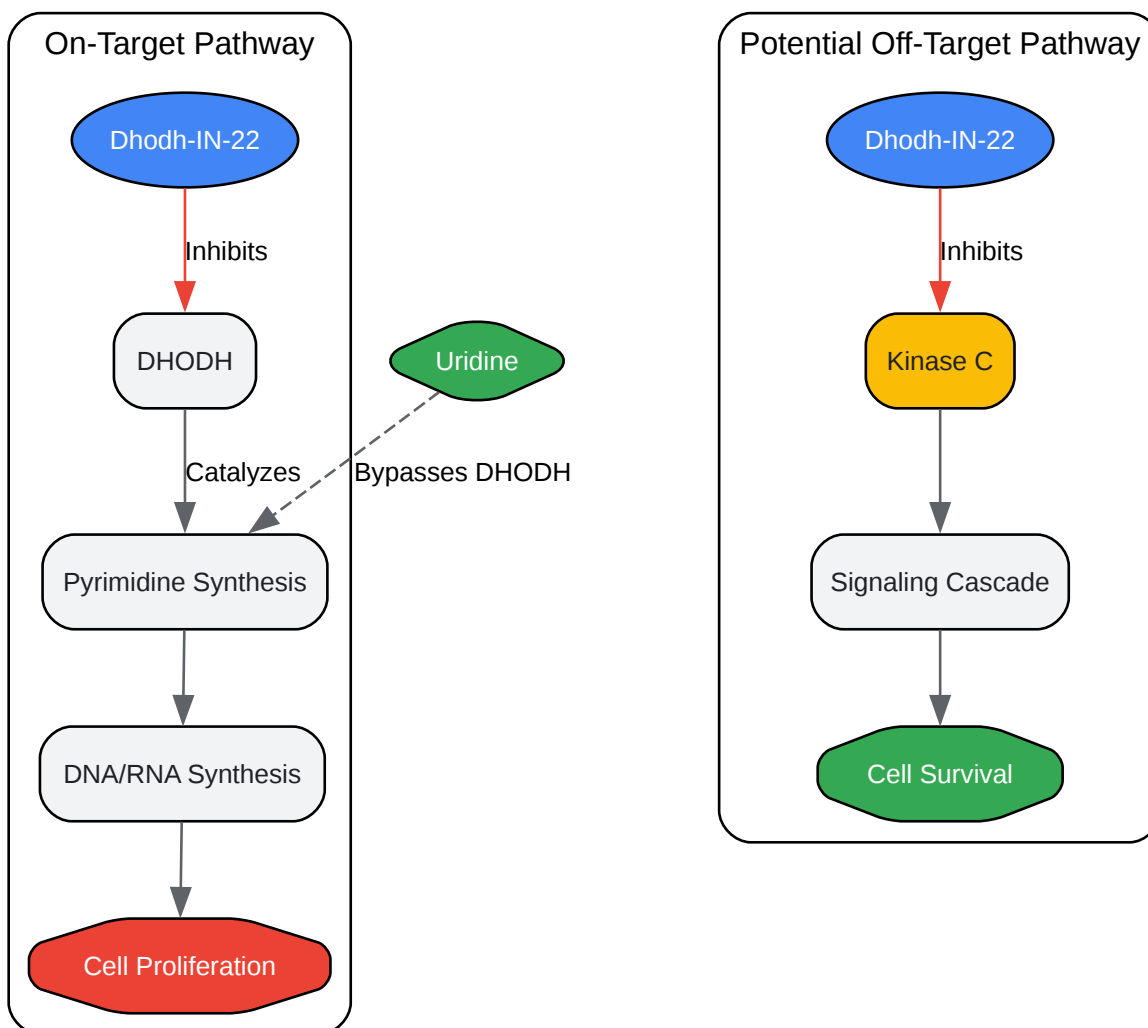 On-Target Pathway
Dhodh-IN-22
Inhibits
DHODH
Catalyzes
Pyrimidine Synthesis
DNA/RNA Synthesis
Cell Proliferation
Uridine
Bypasses DHODH
Potential Off-Target Pathway
Dhodh-IN-22
Inhibits
Kinase C
Signaling Cascade
Cell Survival